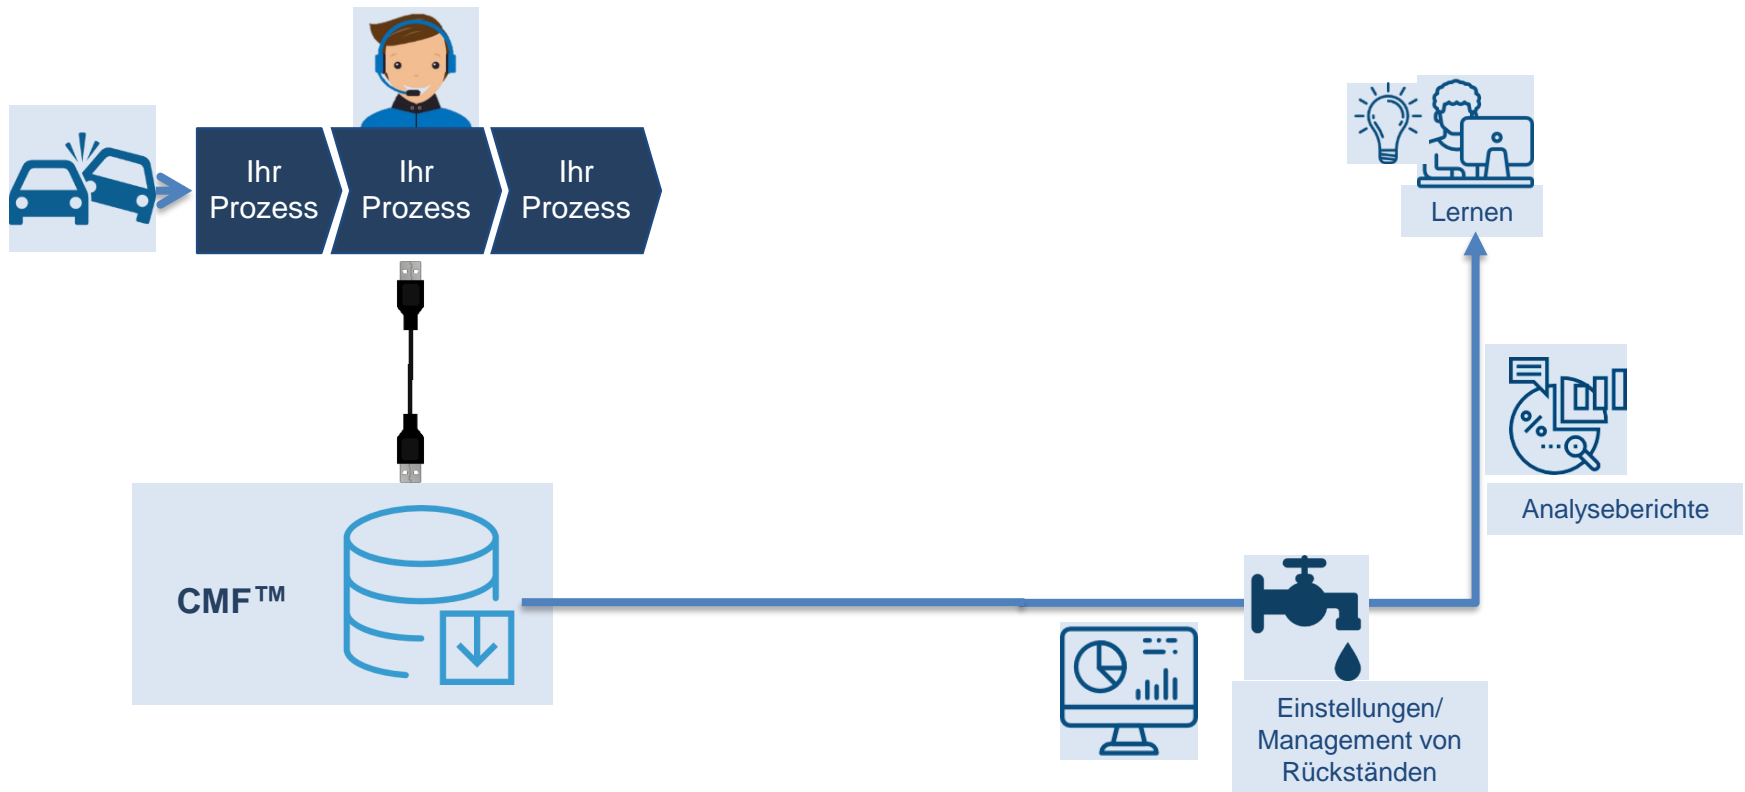 Ihr
Prozess
Ihr
Prozess
Ihr
Prozess
Lernen
Analyseberichte
CMF™
Einstellungen/
Management von
Rückständen